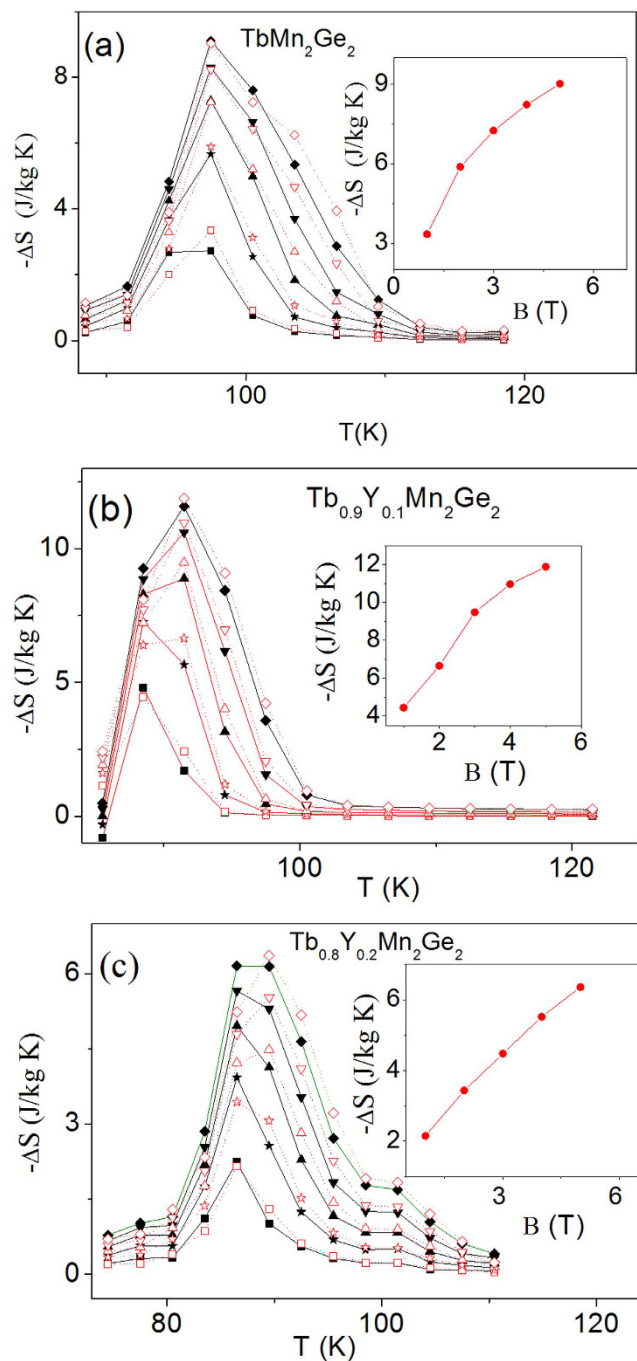 (a)
TbMn₂Ge₂
-ΔS (J/kg K)
8
4
0
100
120
T(K)
-ΔS (J/kg K)
9
6
3
0
3
6
B (T)
(b)
Tb₀.₉Y₀.₁Mn₂Ge₂
-ΔS (J/kg K)
10
5
0
100
120
T (K)
-ΔS (J/kg K)
12
10
8
6
4
2
4
6
B (T)
(c)
Tb₀.₈Y₀.₂Mn₂Ge₂
-ΔS (J/kg K)
6
3
0
80
100
120
T (K)
-ΔS (J/kg K)
6
4
2
3
6
B (T)